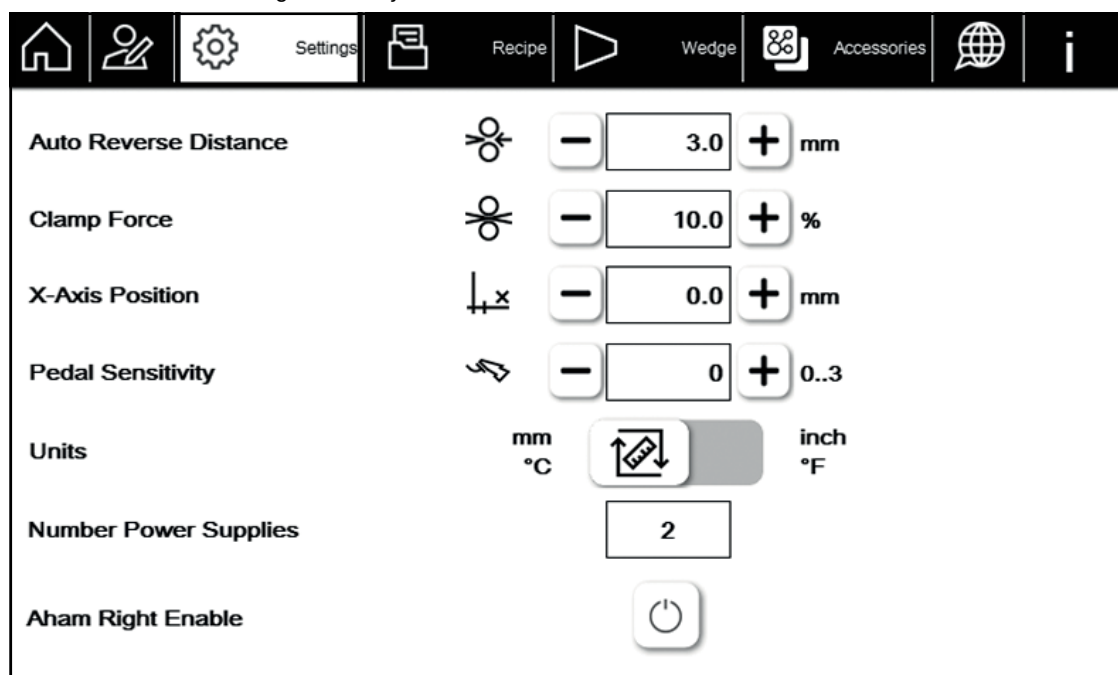 Settings Recipe Wedge Accessories i
Auto Reverse Distance 3.0 mm
Clamp Force 10.0 %
X-Axis Position x 0.0 mm
Pedal Sensitivity 0 0..3
Units mm °C inch °F
Number Power Supplies 2
Aham Right Enable